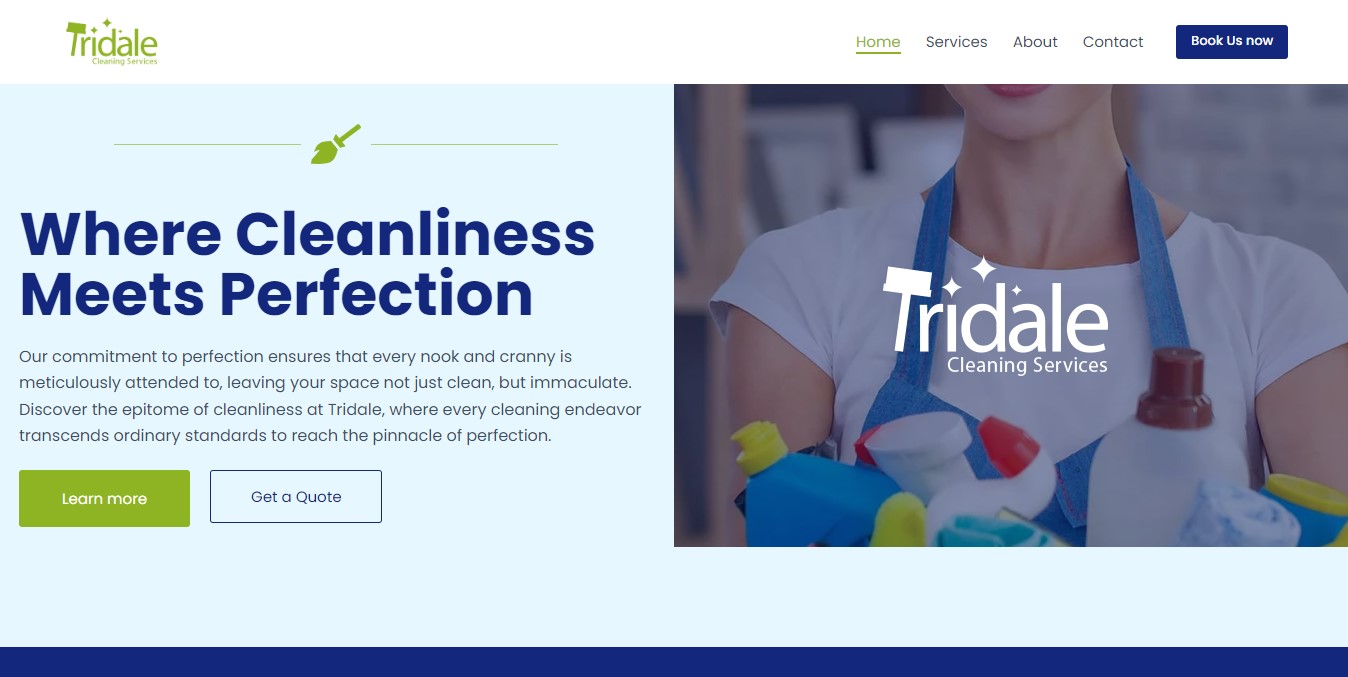 Tridale
Cleaning Services
Home Services About Contact Book Us now
Where Cleanliness
Meets Perfection
Our commitment to perfection ensures that every nook and cranny is
meticulously attended to, leaving your space not just clean, but immaculate.
Discover the epitome of cleanliness at Tridale, where every cleaning endeavor
transcends ordinary standards to reach the pinnacle of perfection.
Learn more Get a Quote
Tridale
Cleaning Services